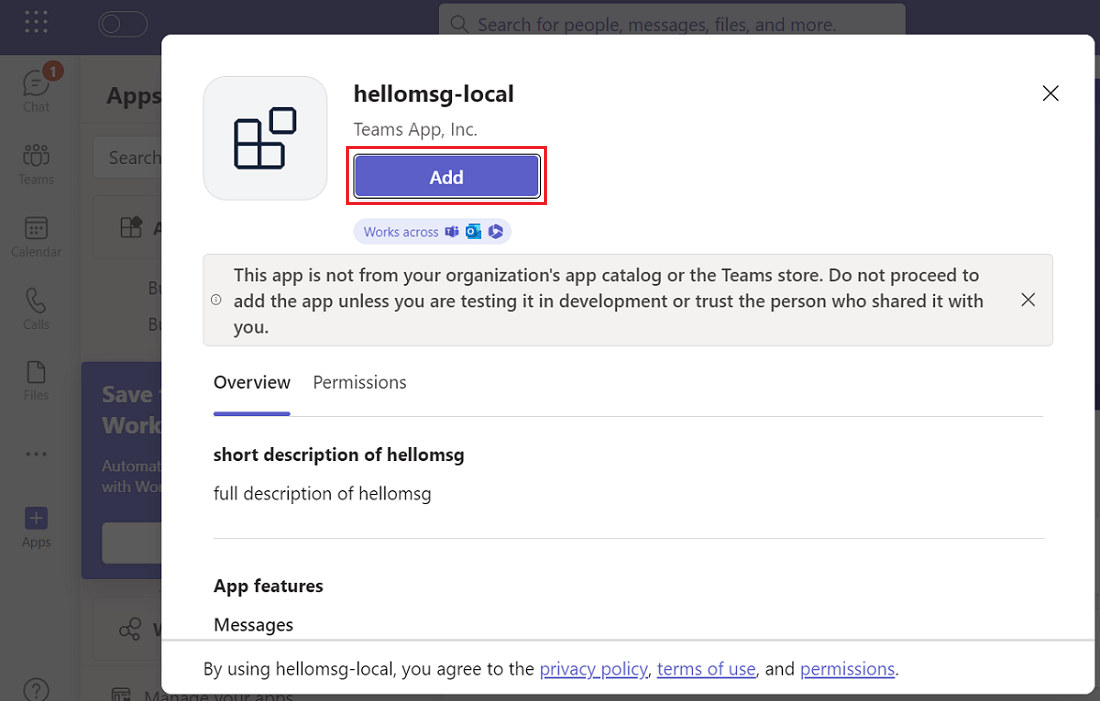 Search for people, messages, files, and more.
1
Chat
Teams
Calendar
Calls
Files
Apps
Apps
Search
Save
Work
Automat
with Wor
Manage your apps
hellomsg-local
Teams App, Inc.
Add
Works across
This app is not from your organization's app catalog or the Teams store. Do not proceed to
add the app unless you are testing it in development or trust the person who shared it with
you.
Overview Permissions
short description of hellomsg
full description of hellomsg
App features
Messages
By using hellomsg-local, you agree to the privacy policy, terms of use, and permissions.